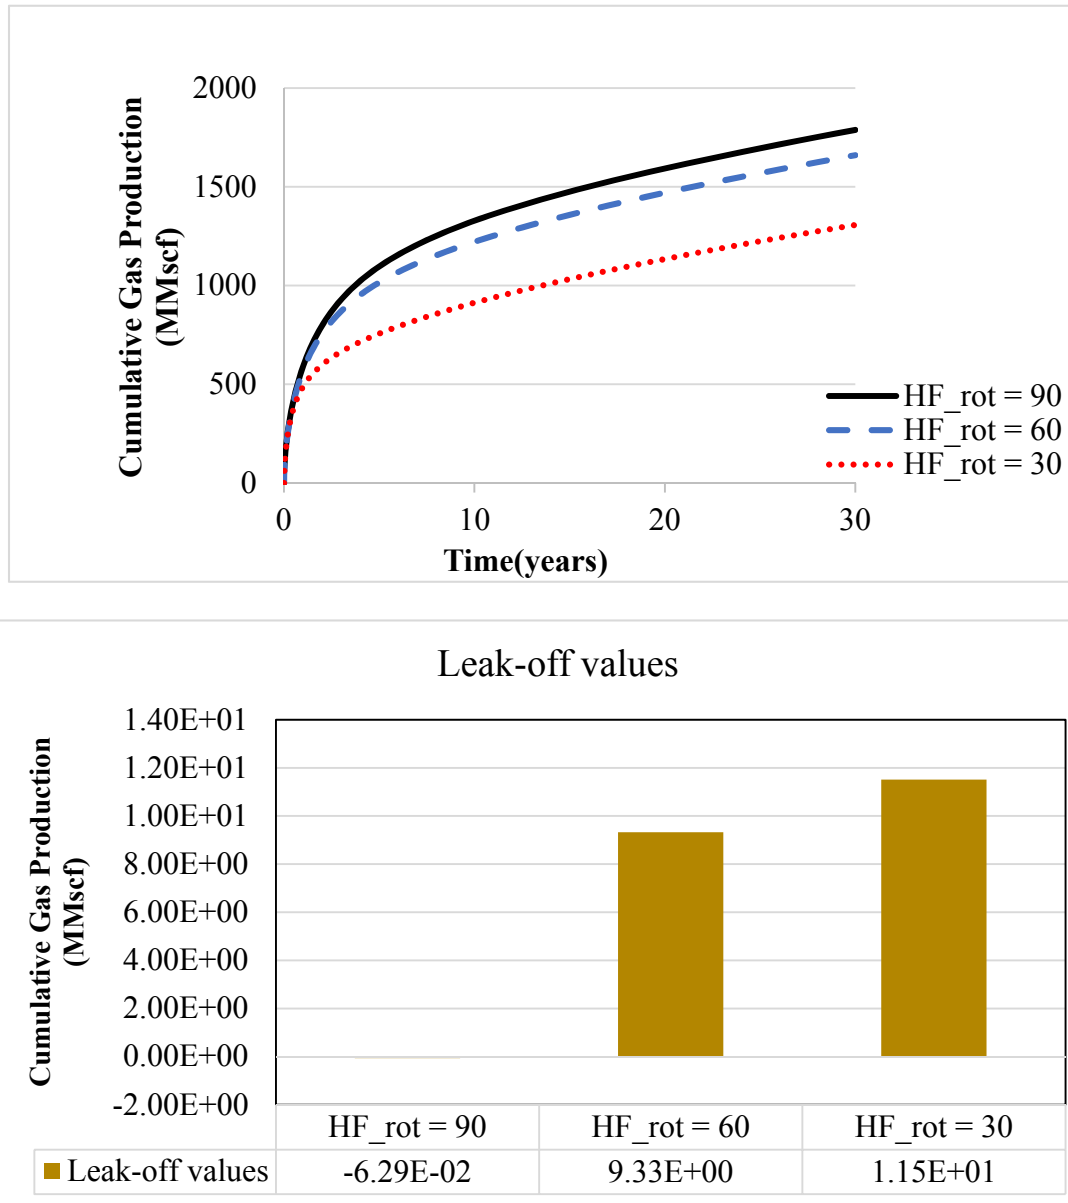 Cumulative Gas Production
(MMscf)
2000
1500
1000
500
0
0 10 20 30
Time(years)
HF_rot = 90
HF_rot = 60
HF_rot = 30
Leak-off values
Cumulative Gas Production
(MMscf)
1.40E+01
1.20E+01
1.00E+01
8.00E+00
6.00E+00
4.00E+00
2.00E+00
0.00E+00
-2.00E+00
HF_rot = 90 HF_rot = 60 HF_rot = 30
Leak-off values -6.29E-02 9.33E+00 1.15E+01